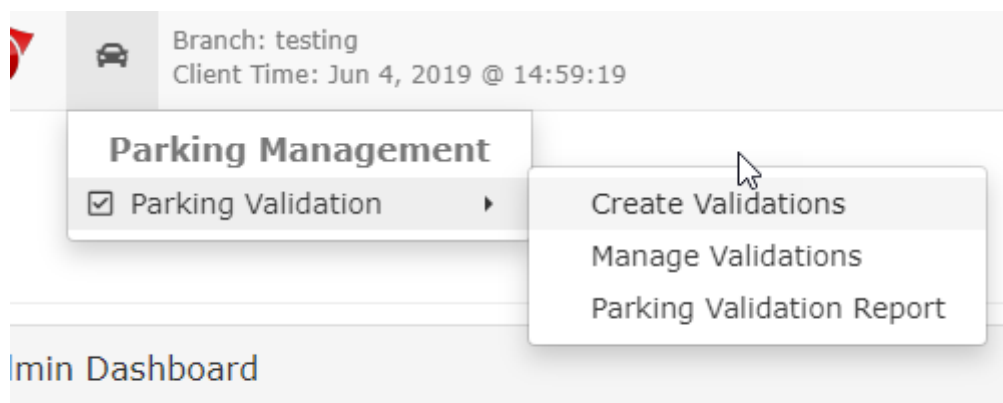 Branch: testing
Client Time: Jun 4, 2019 @ 14:59:19
Parking Management
Parking Validation
Create Validations
Manage Validations
Parking Validation Report
Dashboard